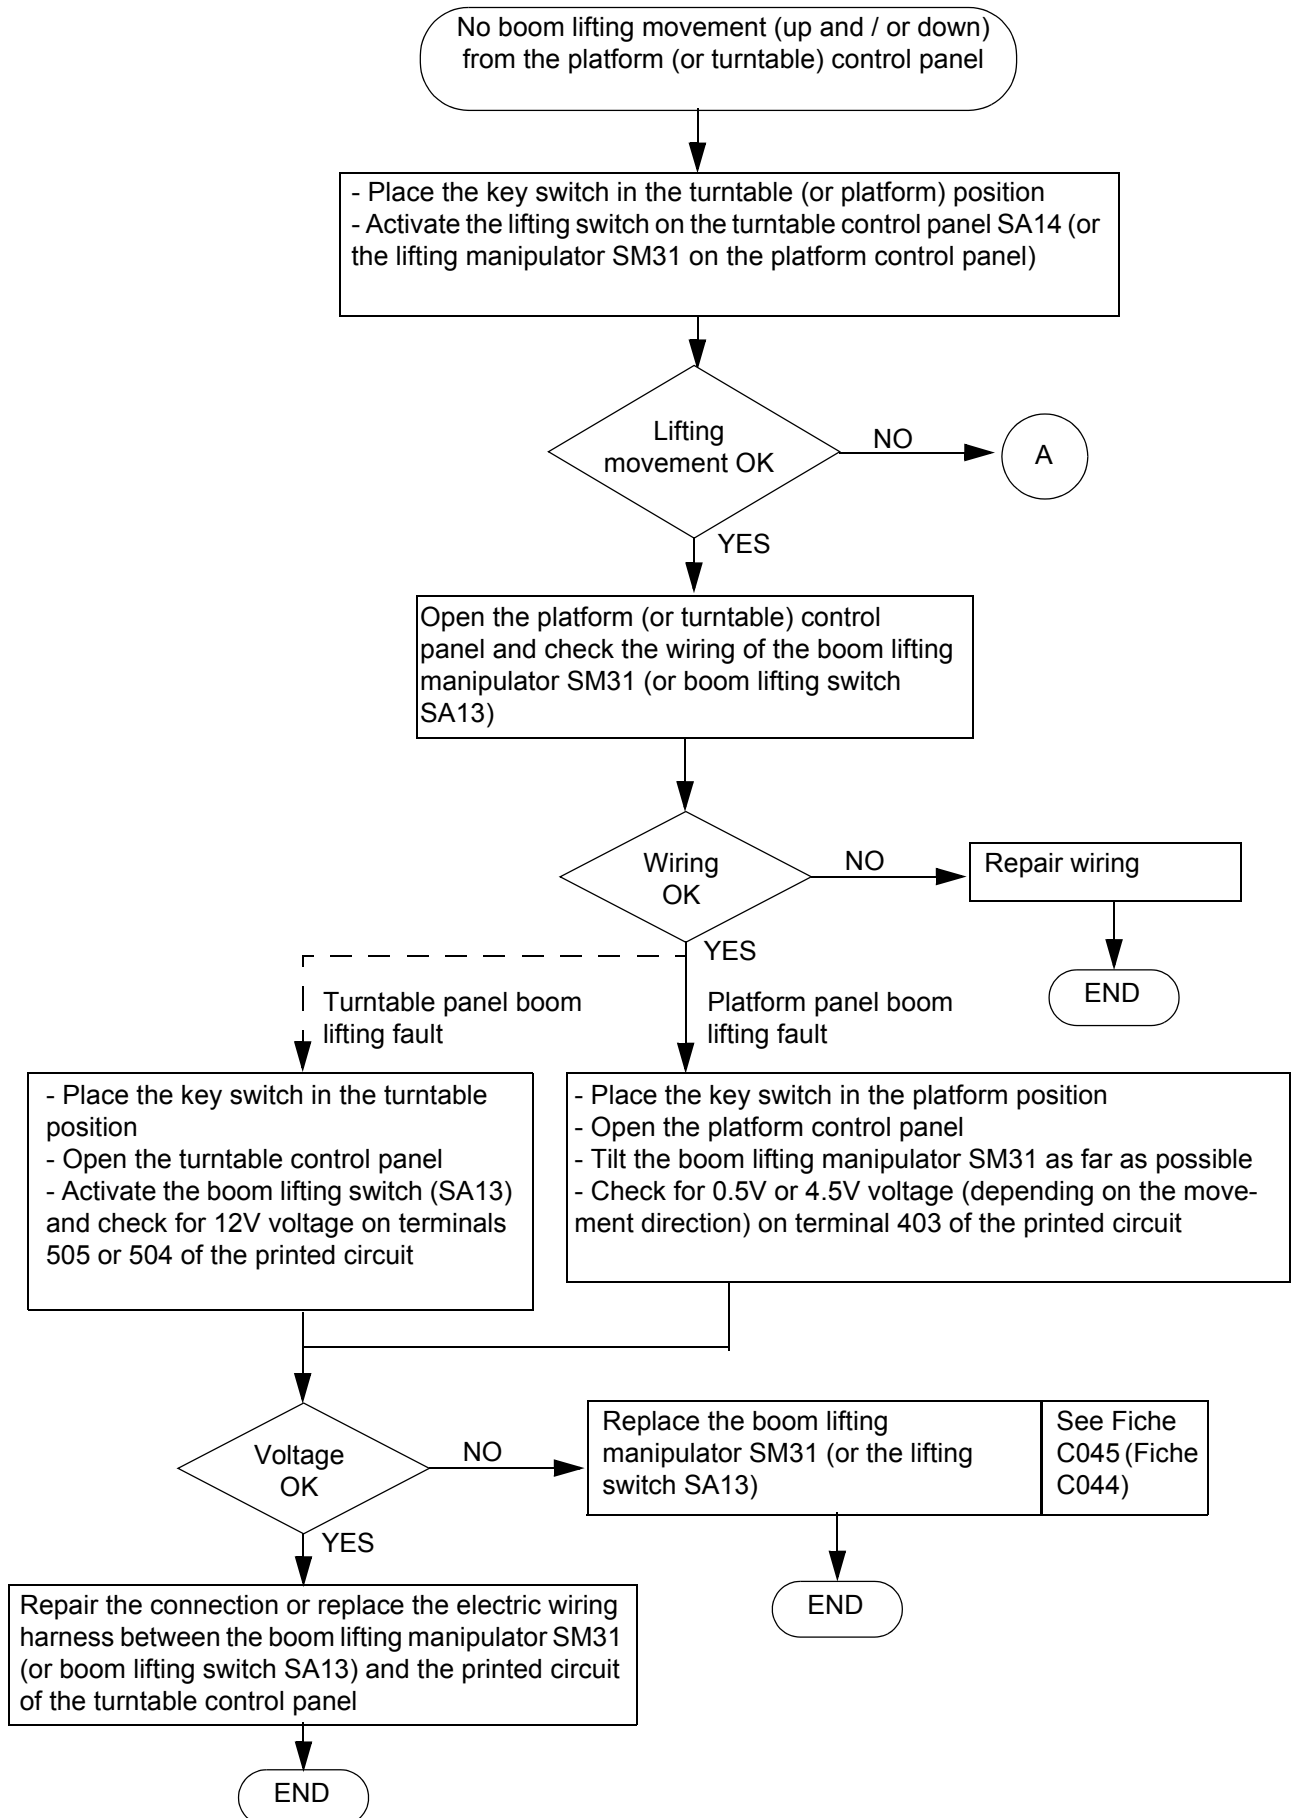 No boom lifting movement (up and / or down)
from the platform (or turntable) control panel
- Place the key switch in the turntable (or platform) position
- Activate the lifting switch on the turntable control panel SA14 (or
the lifting manipulator SM31 on the platform control panel)
Lifting
movement OK
NO
A
YES
Open the platform (or turntable) control
panel and check the wiring of the boom lifting
manipulator SM31 (or boom lifting switch
SA13)
Wiring
OK
NO
Repair wiring
YES
END
Turntable panel boom
lifting fault
Platform panel boom
lifting fault
- Place the key switch in the turntable
position
- Open the turntable control panel
- Activate the boom lifting switch (SA13)
and check for 12V voltage on terminals
505 or 504 of the printed circuit
- Place the key switch in the platform position
- Open the platform control panel
- Tilt the boom lifting manipulator SM31 as far as possible
- Check for 0.5V or 4.5V voltage (depending on the move-
ment direction) on terminal 403 of the printed circuit
Voltage
OK
NO
Replace the boom lifting
manipulator SM31 (or the lifting
switch SA13)
See Fiche
C045 (Fiche
C044)
YES
END
Repair the connection or replace the electric wiring
harness between the boom lifting manipulator SM31
(or boom lifting switch SA13) and the printed circuit
of the turntable control panel
END